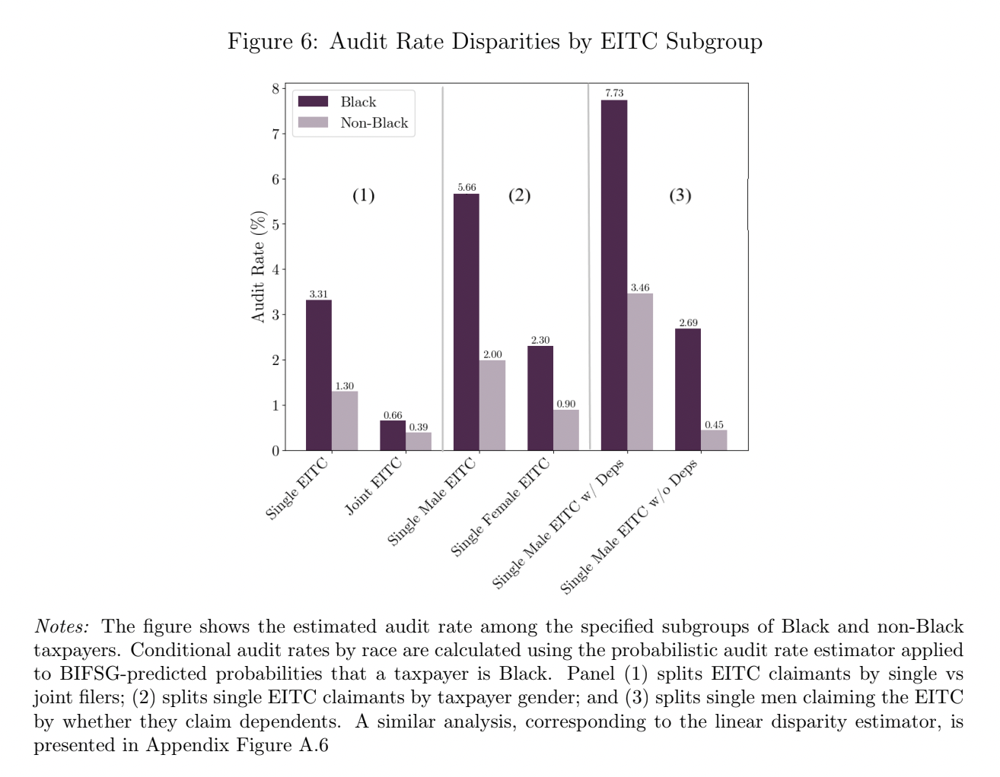 Figure 6: Audit Rate Disparities by EITC Subgroup
Black
Non-Black
(1)
(2)
(3)
Audit Rate (%)
8
7
6
5
4
3
2
1
0
3.31
1.30
0.66
0.39
5.66
2.00
2.30
0.90
7.73
3.46
2.69
0.45
Single EITC
Joint EITC
Single Male EITC
Single Female EITC
Single Male EITC w/ Deps
Single Male EITC w/o Deps
Notes: The figure shows the estimated audit rate among the specified subgroups of Black and non-Black
taxpayers. Conditional audit rates by race are calculated using the probabilistic audit rate estimator applied
to BIFSG-predicted probabilities that a taxpayer is Black. Panel (1) splits EITC claimants by single vs
joint filers; (2) splits single EITC claimants by taxpayer gender; and (3) splits single men claiming the EITC
by whether they claim dependents. A similar analysis, corresponding to the linear disparity estimator, is
presented in Appendix Figure A.6